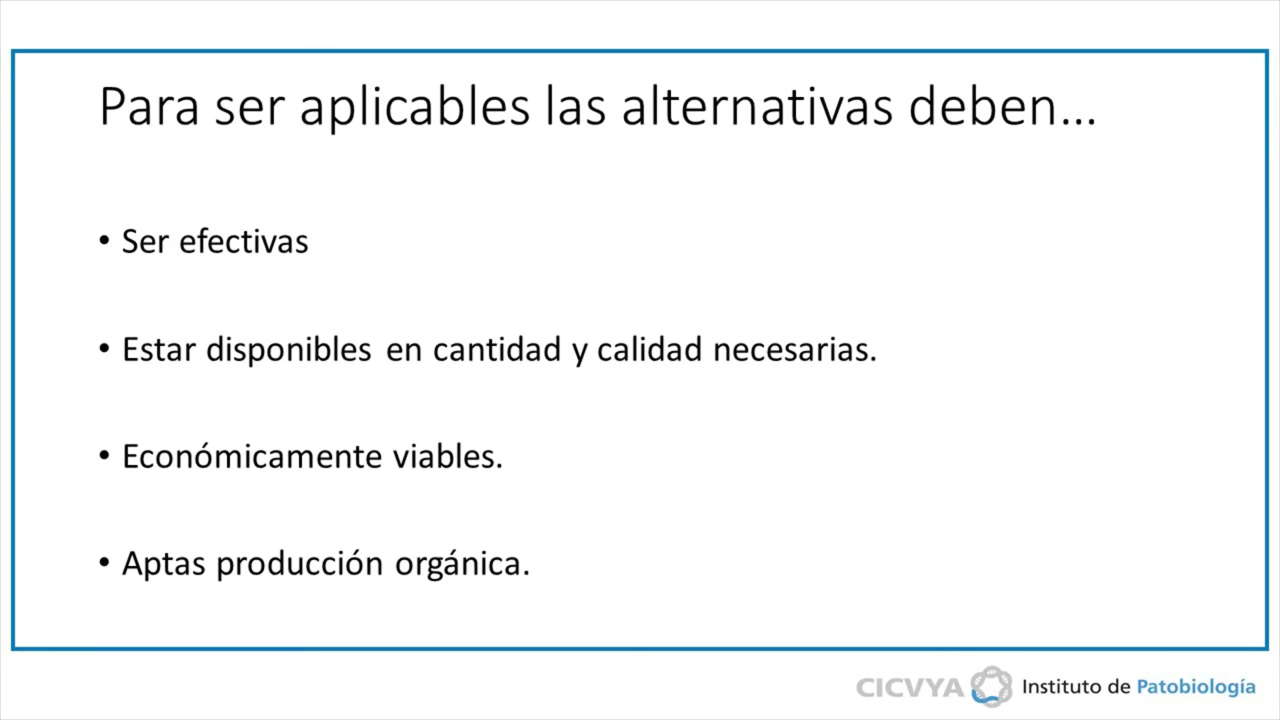 Para ser aplicables las alternativas deben...
• Ser efectivas
• Estar disponibles en cantidad y calidad necesarias.
• Económicamente viables.
• Aptas producción orgánica.
CICVYA Instituto de Patobiología